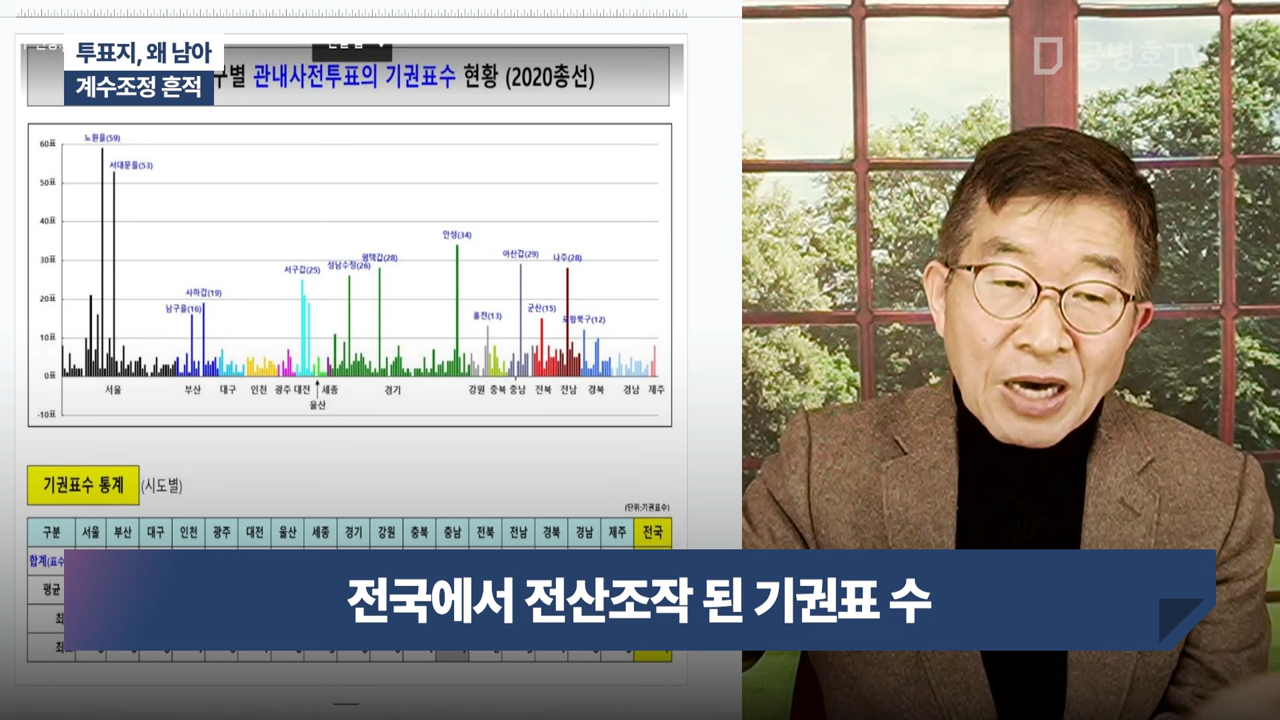 투표지, 왜 남아
계수조정 흔적
구별 관내사전투표의 기권표수 현황 (2020총선)
공병호TV
노원을(59)
서대문을(53)
남구을(16)
사하갑(19)
서구갑(25)
성남수정(26)
평택갑(28)
안성(34)
홍천(13)
아산갑(29)
군산(15)
나주(28)
포항북구(12)
60표
50표
40표
30표
20표
10표
0표
-10표
서울 부산 대구 인천 광주 대전 세종 경기 강원 충북 충남 전북 전남 경북 경남 제주
울산
기권표수 통계 (시도별)
(단위:기권표수)
구분 서울 부산 대구 인천 광주 대전 울산 세종 경기 강원 충북 충남 전북 전남 경북 경남 제주 전국
합계(표수
평균
전국에서 전산조작 된 기권표 수